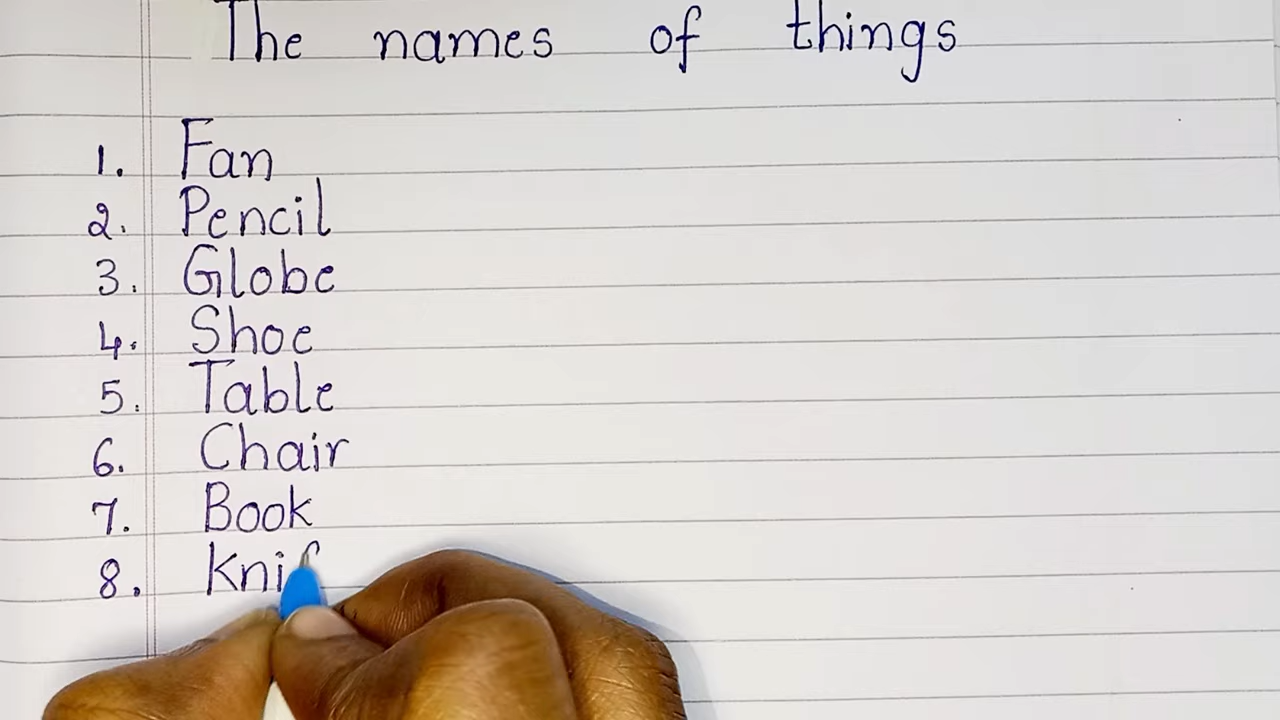 The names of things
1. Fan
2. Pencil
3. Globe
4. Shoe
5. Table
6. Chair
7. Book
8. Knif